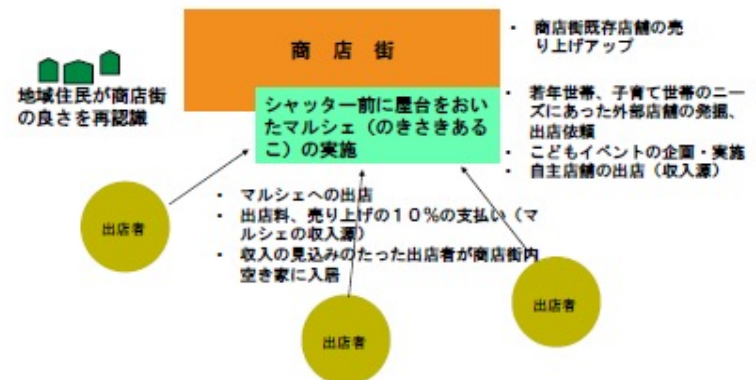 商 店 街
・ 商店街既存店舗の売
り上げアップ
地域住民が商店街
の良さを再認識
シャッター前に屋台をおい
たマルシェ（のきさきある
こ）の実施
・ 若年世帯、子育て世帯のニー
ズにあった外部店舗の発掘、
出店依頼
・ こどもイベントの企画・実施
・ 自主店舗の出店（収入源）
・ マルシェへの出店
・ 出店料、売り上げの１０％の支払い（マ
ルシェの収入源）
・ 収入の見込みのたった出店者が商店街内
空き家に入居
出店者
出店者
出店者